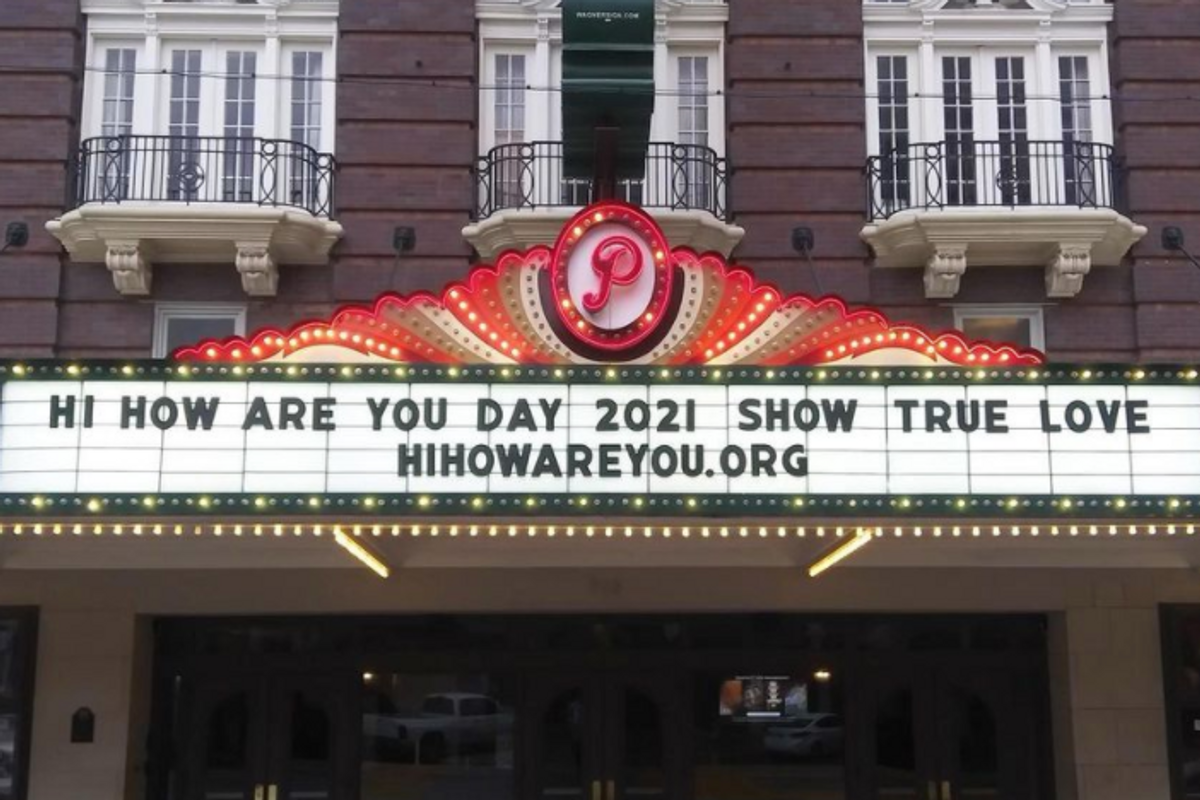 P
HI HOW ARE YOU DAY 2021 SHOW TRUE LOVE
HIHOWAREYOU.ORG